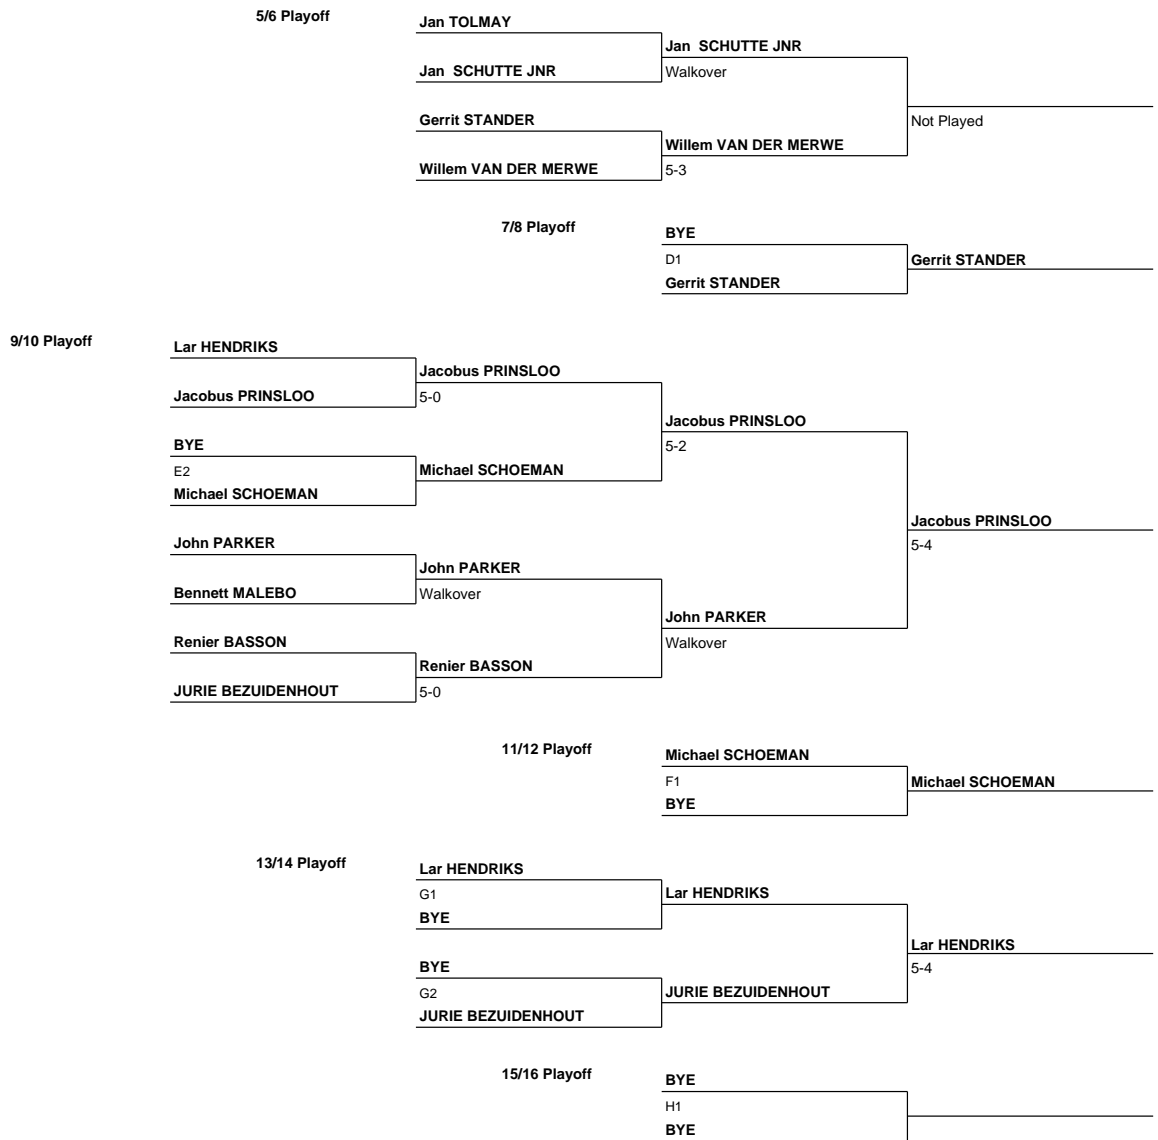 5/6 Playoff
Jan TOLMAY
Jan  SCHUTTE JNR
Jan  SCHUTTE JNR
Walkover
Gerrit STANDER
Not Played
Willem VAN DER MERWE
Willem VAN DER MERWE
5-3
7/8 Playoff
BYE
D1
Gerrit STANDER
Gerrit STANDER
9/10 Playoff
Lar HENDRIKS
Jacobus PRINSLOO
Jacobus PRINSLOO
5-0
Jacobus PRINSLOO
5-2
BYE
E2
Michael SCHOEMAN
Michael SCHOEMAN
Jacobus PRINSLOO
5-4
John PARKER
John PARKER
Bennett MALEBO
Walkover
John PARKER
Walkover
Renier BASSON
Renier BASSON
JURIE BEZUIDENHOUT
5-0
11/12 Playoff
Michael SCHOEMAN
F1
Michael SCHOEMAN
BYE
13/14 Playoff
Lar HENDRIKS
G1
Lar HENDRIKS
BYE
Lar HENDRIKS
5-4
BYE
G2
JURIE BEZUIDENHOUT
JURIE BEZUIDENHOUT
15/16 Playoff
BYE
H1
BYE